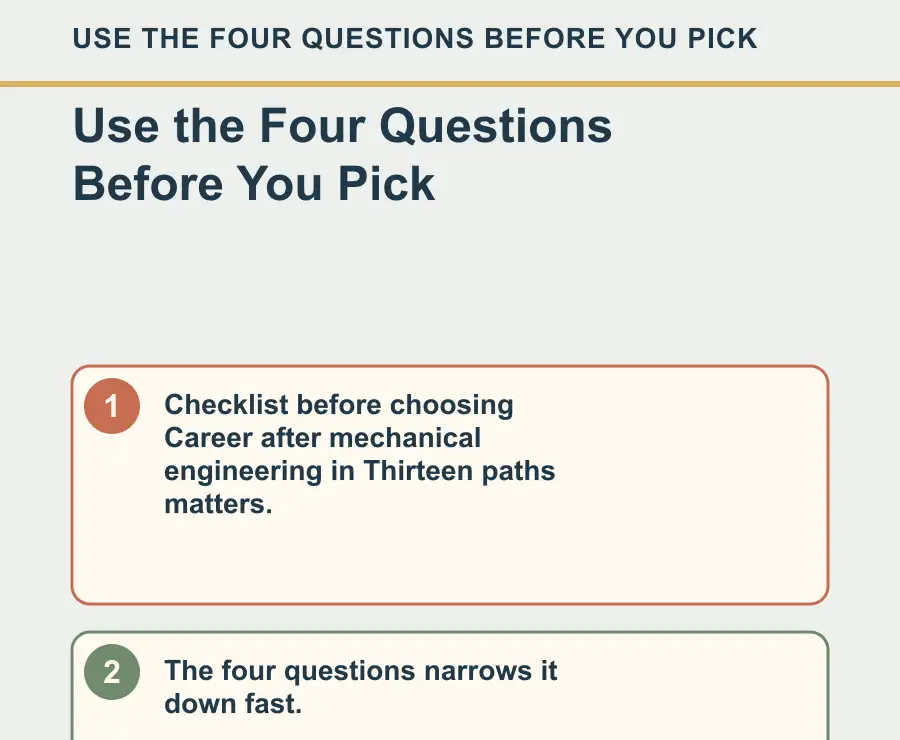 USE THE FOUR QUESTIONS BEFORE YOU PICK
Use the Four Questions
Before You Pick
1
Checklist before choosing
Career after mechanical
engineering in Thirteen paths
matters.
2
The four questions narrows it
down fast.